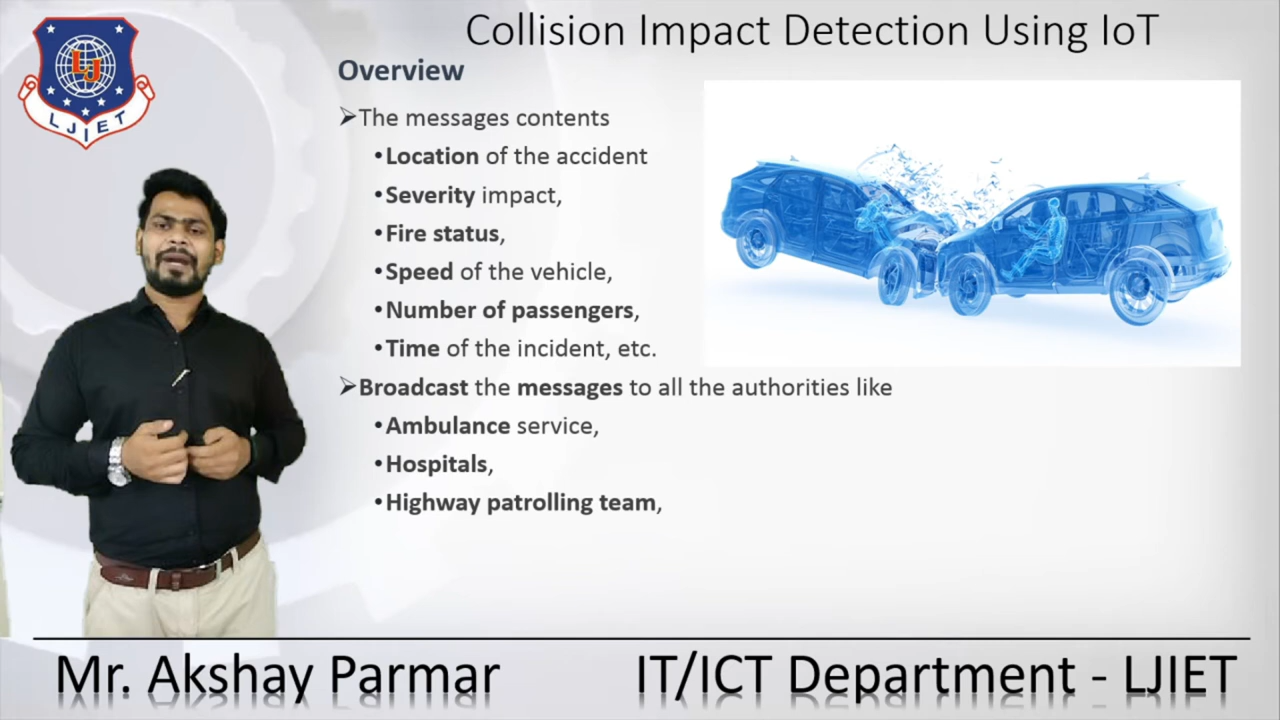 Collision Impact Detection Using IoT
LJ
LJIET
Overview
➢The messages contents
•Location of the accident
•Severity impact,
•Fire status,
•Speed of the vehicle,
•Number of passengers,
•Time of the incident, etc.
➢Broadcast the messages to all the authorities like
•Ambulance service,
•Hospitals,
•Highway patrolling team,
Mr. Akshay Parmar
IT/ICT Department - LJIET